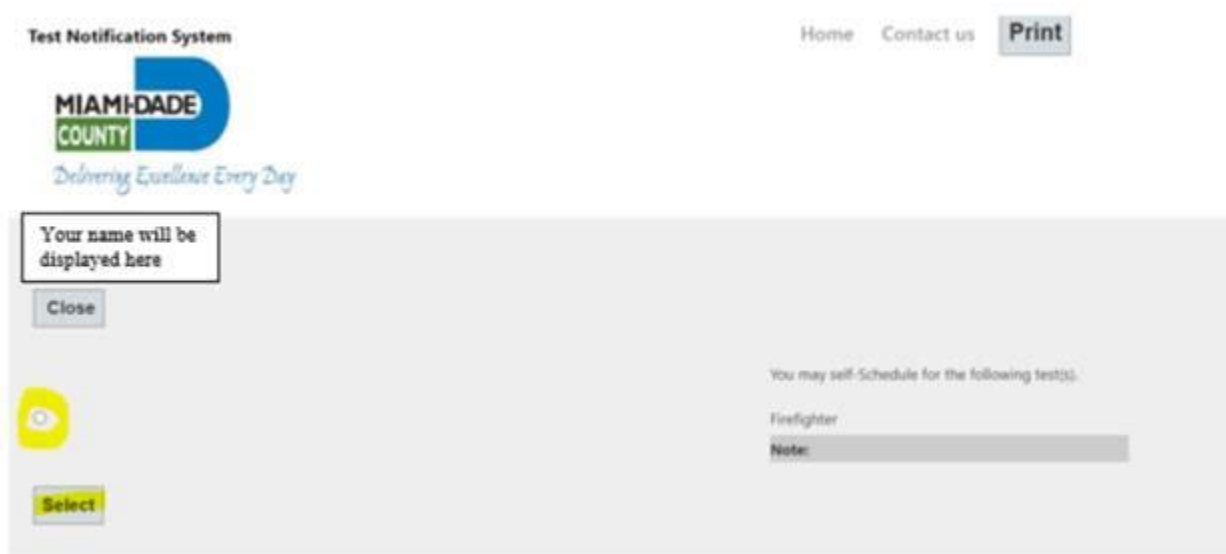 Test Notification System
Home Contact us Print
MIAMI-DADE
COUNTY
Delivering Excellence Every Day
Your name will be
displayed here
Close
You may self-Schedule for the following test(s).
Firefighter
Note:
Select